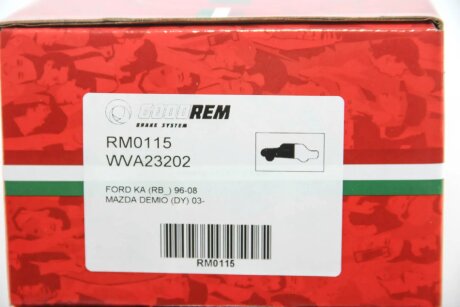 GOODREM
BRAKE SYSTEM
RM0115
WVA23202
FORD KA (RB_) 96-08
MAZDA DEMIO (DY) 03-
RM0115